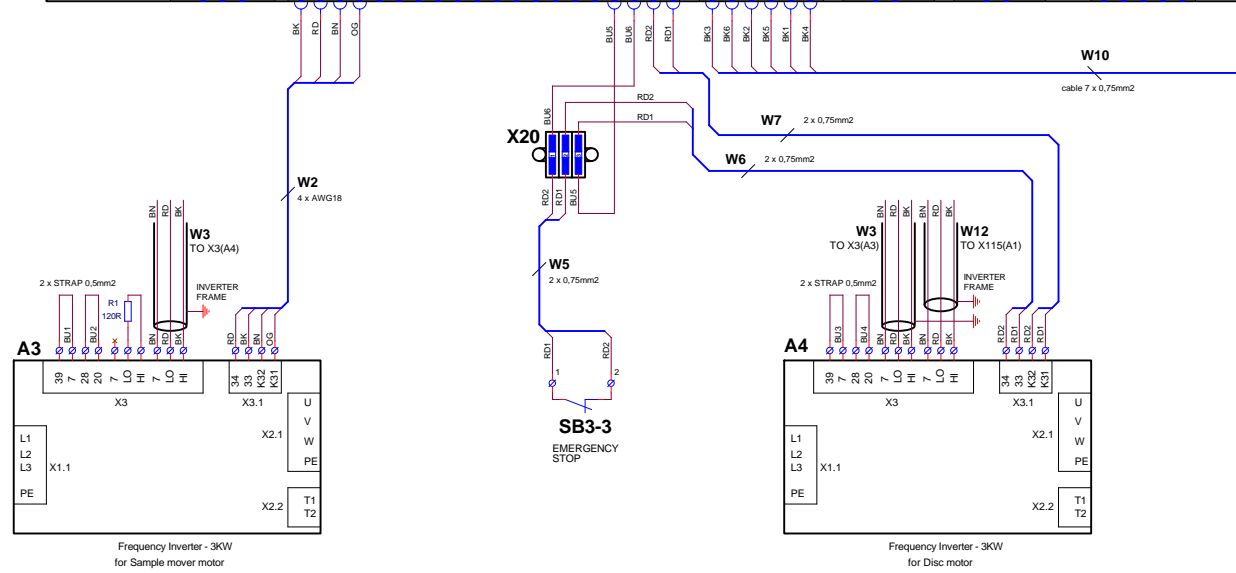 BK
RD
BN
OG
BU5
BU6
RD2
RD1
BK3
BK6
BK2
BK5
BK1
BK4
W10
cable 7 x 0,75mm2
RD2
RD1
BU6
X20
W7
2 x 0,75mm2
W6
2 x 0,75mm2
RD2
RD1
BU5
W2
4 x AWG18
BN
RD
BK
W3
TO X3(A4)
2 x STRAP 0,5mm2
INVERTER
FRAME
R1
120R
BU1
BU2
x
BN
RD
BK
RD
BK
BN
OG
A3
39
7
28
20
7
LO
HI
7
LO
HI
34
33
K32
K31
X3
X3.1
L1
L2
L3
PE
X1.1
X2.1
U
V
W
PE
X2.2
T1
T2
Frequency Inverter - 3KW
for Sample mover motor
W5
2 x 0,75mm2
RD1
RD2
1
2
SB3-3
EMERGENCY
STOP
BN
RD
BK
BN
RD
BK
W3
TO X3(A3)
W12
TO X115(A1)
2 x STRAP 0,5mm2
INVERTER
FRAME
BU3
BU4
BN
RD
BK
BN
RD
BK
RD2
RD1
RD2
RD1
A4
39
7
28
20
7
LO
HI
7
LO
HI
34
33
K32
K31
X3
X3.1
L1
L2
L3
PE
X1.1
X2.1
U
V
W
PE
X2.2
T1
T2
Frequency Inverter - 3KW
for Disc motor